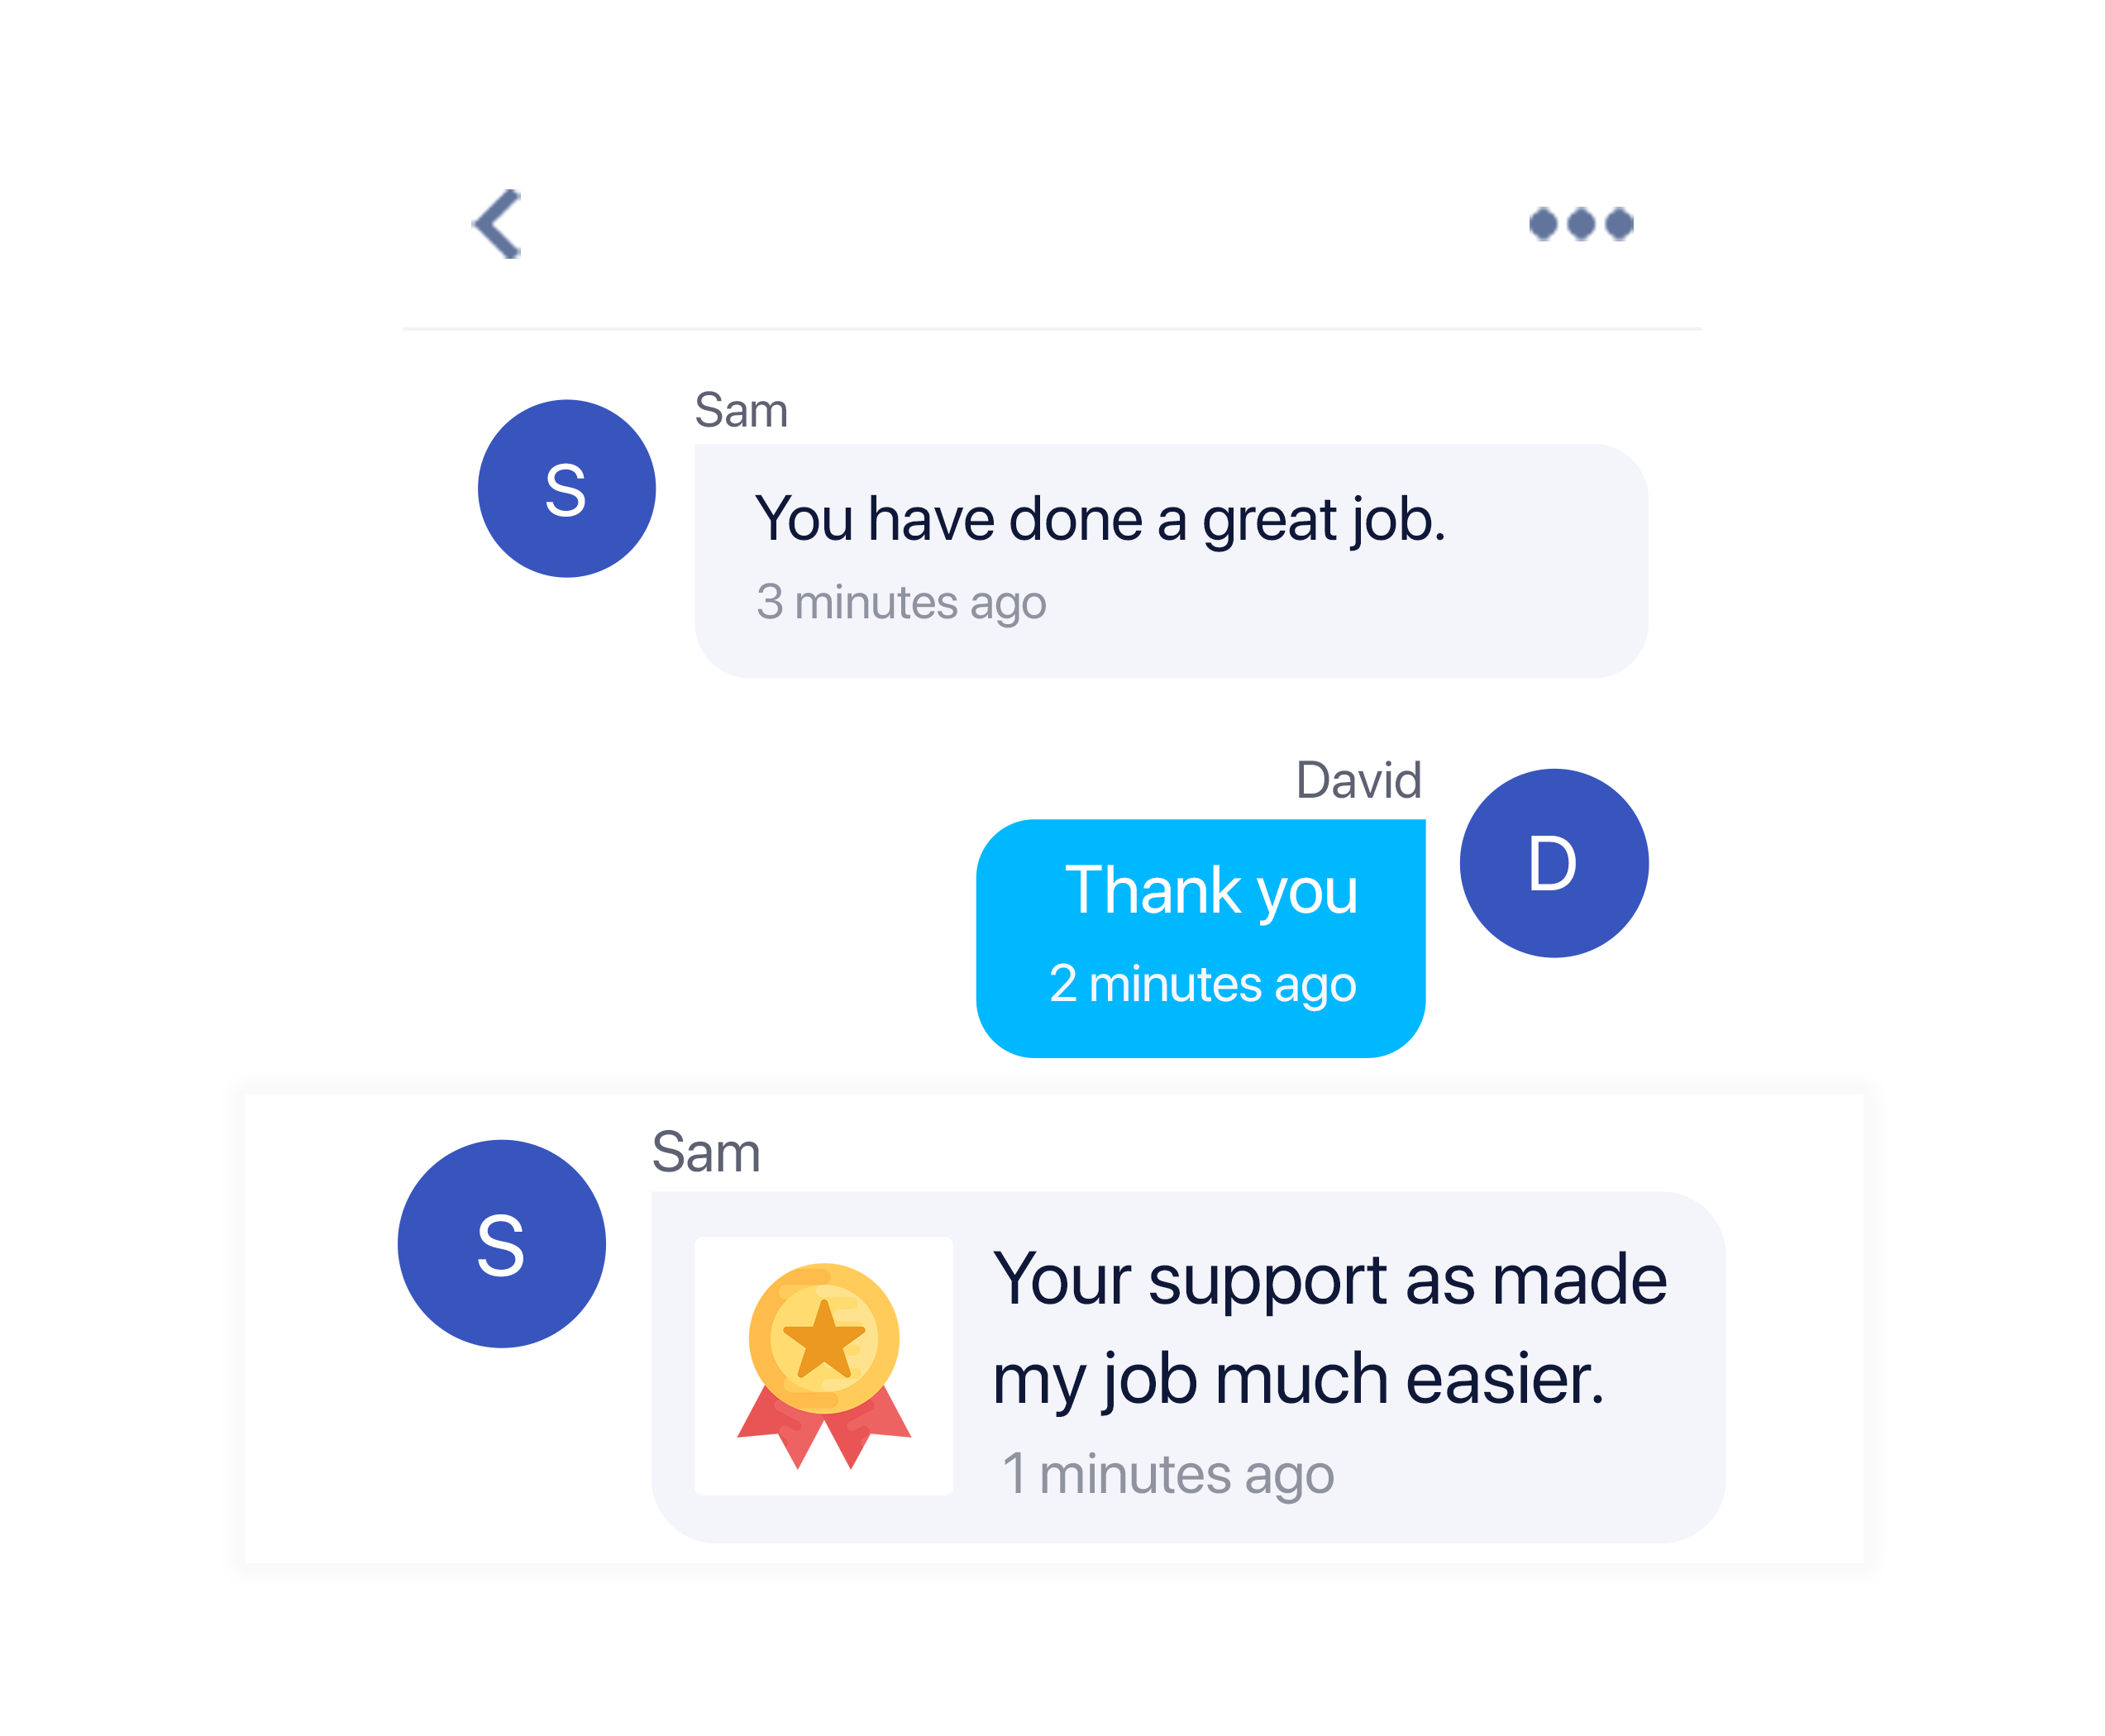 Sam
S
You have done a great job.
3 minutes ago
David
D
Thank you
2 minutes ago
Sam
S
Your support as made
my job much easier.
1 minutes ago